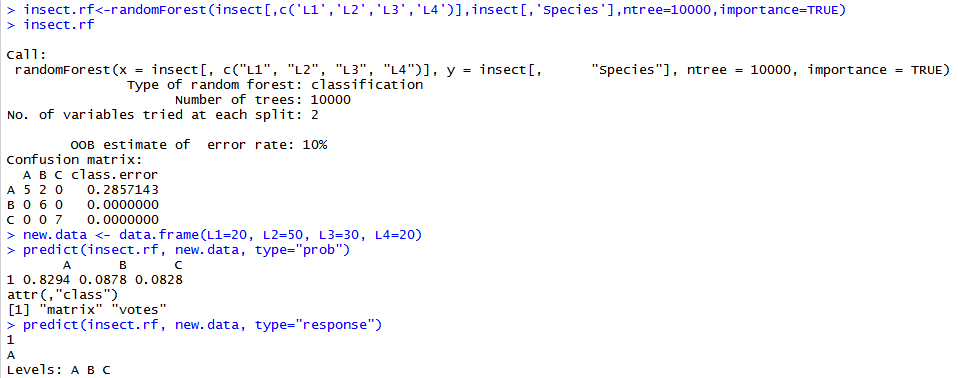 > insect.rf<-randomForest(insect[,c('L1','L2','L3','L4')],insect[,'Species'],ntree=10000,importance=TRUE)
> insect.rf
Call:
randomForest(x = insect[, c("L1", "L2", "L3", "L4")], y = insect[,      "Species"], ntree = 10000, importance = TRUE)
Type of random forest: classification
Number of trees: 10000
No. of variables tried at each split: 2
OOB estimate of  error rate: 10%
Confusion matrix:
A B C class.error
A 5 2 0   0.2857143
B 0 6 0   0.0000000
C 0 0 7   0.0000000
> new.data <- data.frame(L1=20, L2=50, L3=30, L4=20)
> predict(insect.rf, new.data, type="prob")
A      B      C
1 0.8294 0.0878 0.0828
attr(,"class")
[1] "matrix" "votes"
> predict(insect.rf, new.data, type="response")
1
A
Levels: A B C